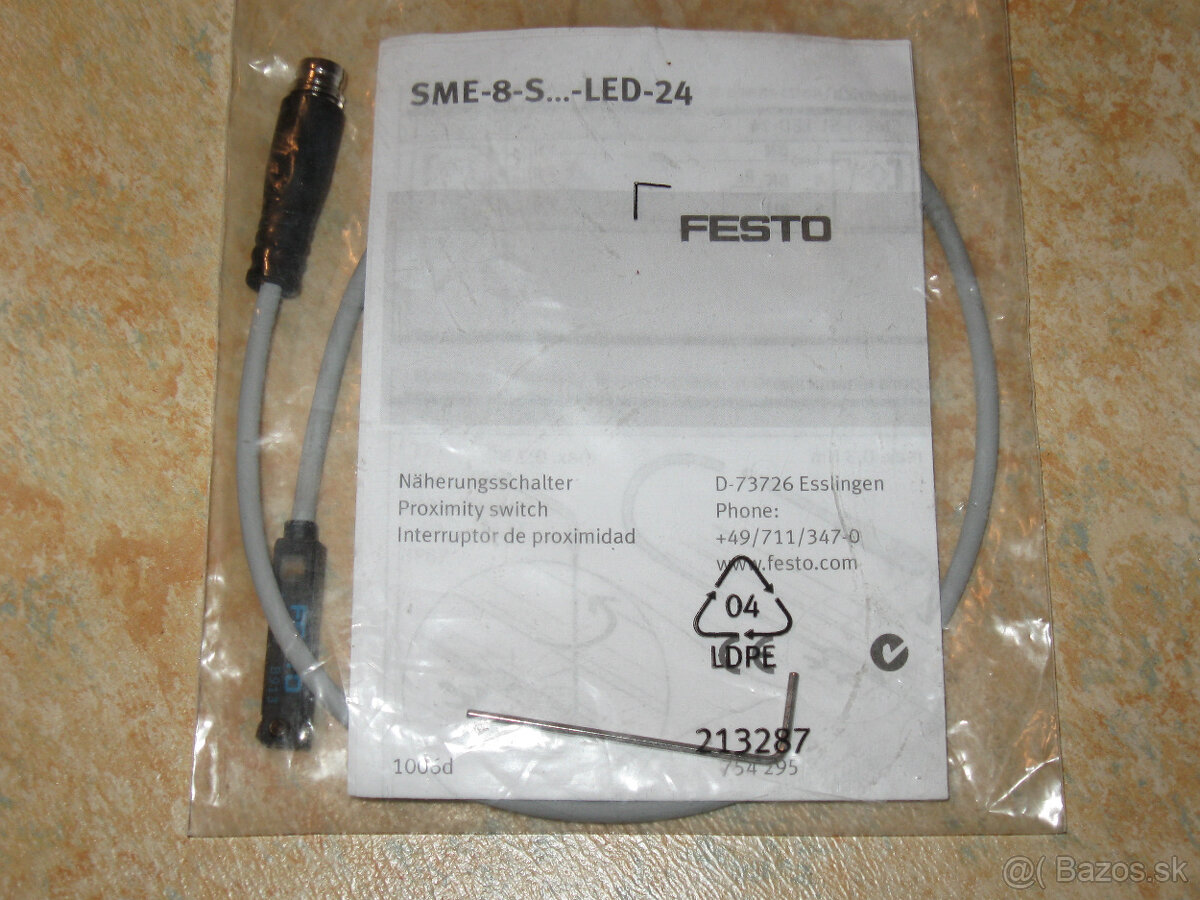 SME-8-S...-LED-24
FESTO
Näherungsschalter
Proximity switch
Interruptor de proximidad
D-73726 Esslingen
Phone:
+49/711/347-0
www.festo.com
04
LDPE
213287
1006d
754 295
@( Bazos.sk